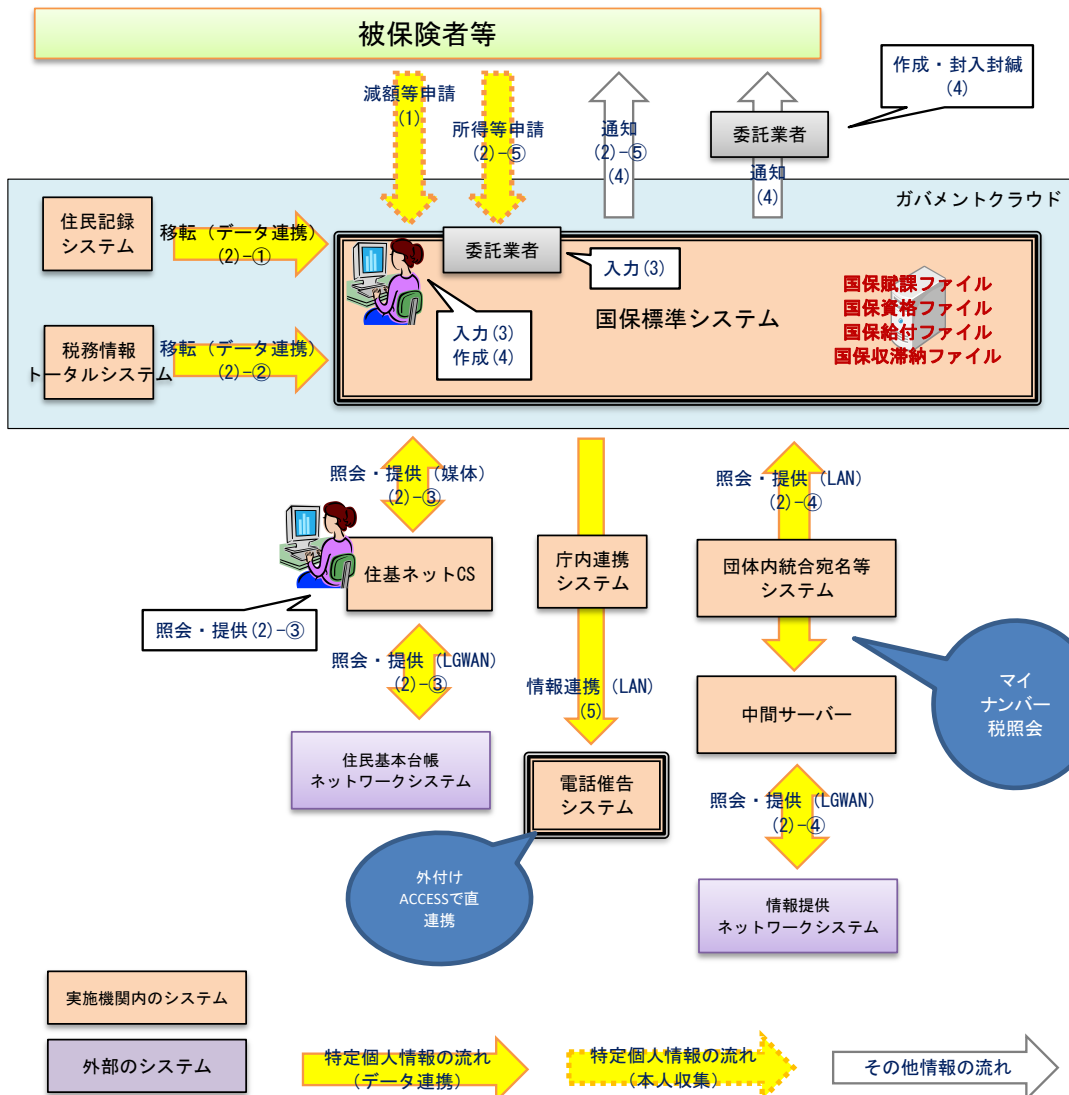 被保険者等
作成・封入封緘
(4)
減額等申請
(1)
所得等申請
(2)-⑤
通知
(2)-⑤
(4)
委託業者
通知
(4)
ガバメントクラウド
住民記録
システム
移転（データ連携）
(2)-①
委託業者
入力(3)
国保標準システム
国保賦課ファイル
国保資格ファイル
国保給付ファイル
国保収滞納ファイル
入力(3)
作成(4)
税務情報
トータルシステム
移転（データ連携）
(2)-②
照会・提供（媒体）
(2)-③
照会・提供（LAN）
(2)-④
住基ネットCS
庁内連携
システム
団体内統合宛名等
システム
照会・提供(2)-③
照会・提供（LGWAN）
(2)-③
情報連携（LAN）
(5)
中間サーバー
マイ
ナンバー
税照会
住民基本台帳
ネットワークシステム
電話催告
システム
照会・提供（LGWAN）
(2)-④
外付け
ACCESSで直
連携
情報提供
ネットワークシステム
実施機関内のシステム
外部のシステム
特定個人情報の流れ
（データ連携）
特定個人情報の流れ
（本人収集）
その他情報の流れ